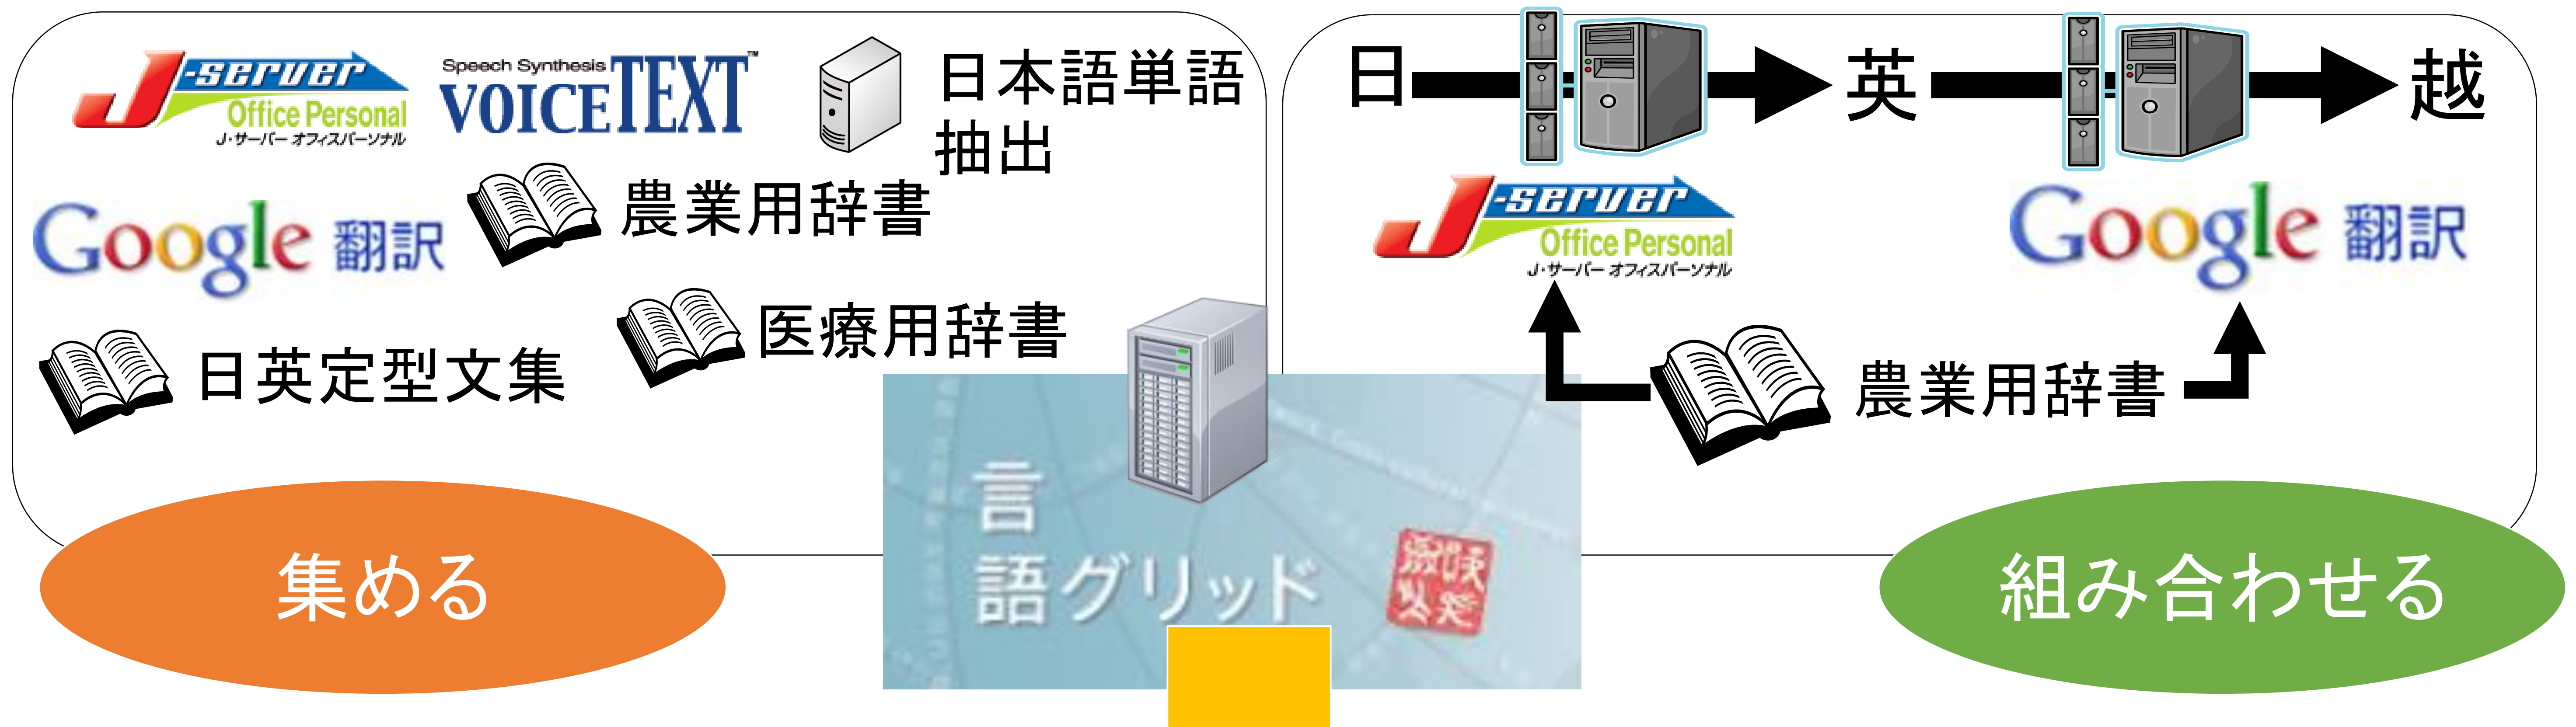 J-SERVER
Office Personal
J・サーバー オフィスパーソナル
Speech Synthesis
VOICETEXT™
日本語単語
抽出
Google 翻訳
農業用辞書
医療用辞書
日英定型文集
集める
言
語グリッド
日
英
越
J-SERVER
Office Personal
J・サーバー オフィスパーソナル
Google 翻訳
農業用辞書
組み合わせる